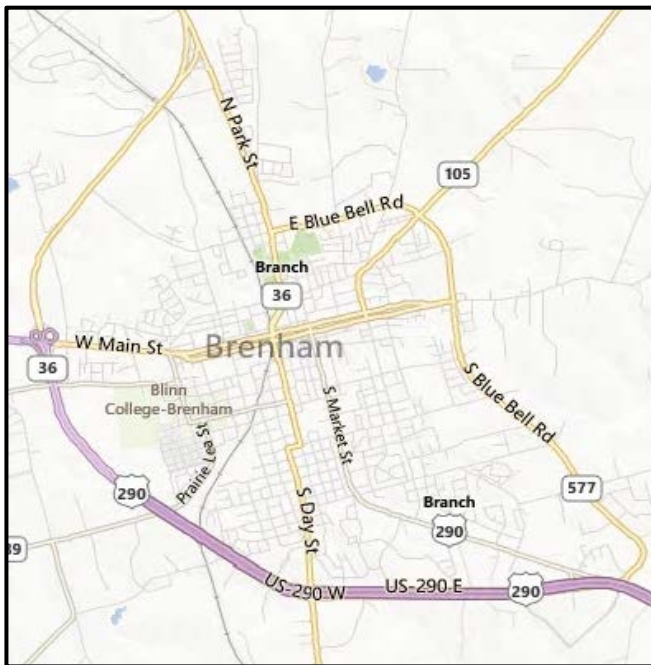 N Park St
105
E Blue Bell Rd
Branch
36
W Main St
Brenham
36
Blinn
College-Brenham
S Market St
S Blue Bell Rd
Prairie Lea St
290
577
Branch
290
S Day St
39
US-290 W
US-290 E
290